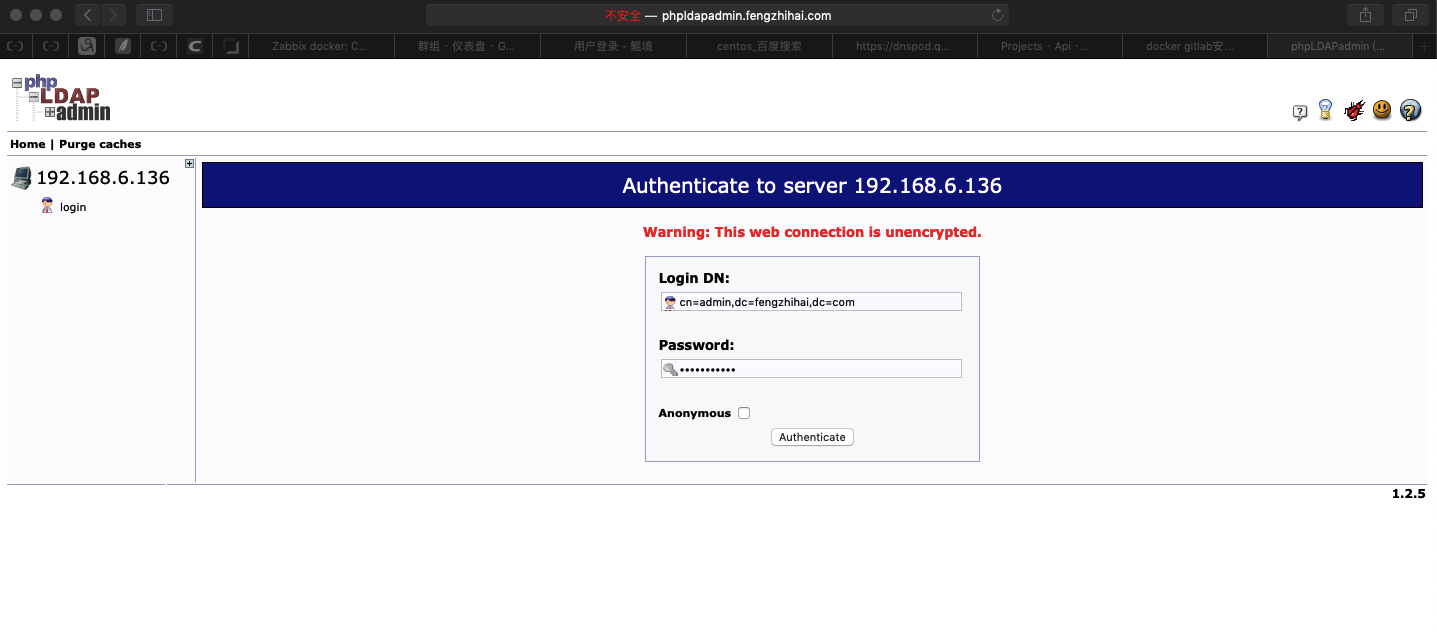 不安全 — phpldapadmin.fengzhihai.com
Zabbix docker: C...
群组 · 仪表盘 · G...
用户登录 - 鲲境
centos_百度搜索
https://dnspod.q...
Projects · Api · ...
docker gitlab安...
phpLDAPadmin (...
php
LDAP
admin
Home | Purge caches
192.168.6.136
login
Authenticate to server 192.168.6.136
Warning: This web connection is unencrypted.
Login DN:
cn=admin,dc=fengzhihai,dc=com
Password:
•••••••••••
Anonymous
Authenticate
1.2.5